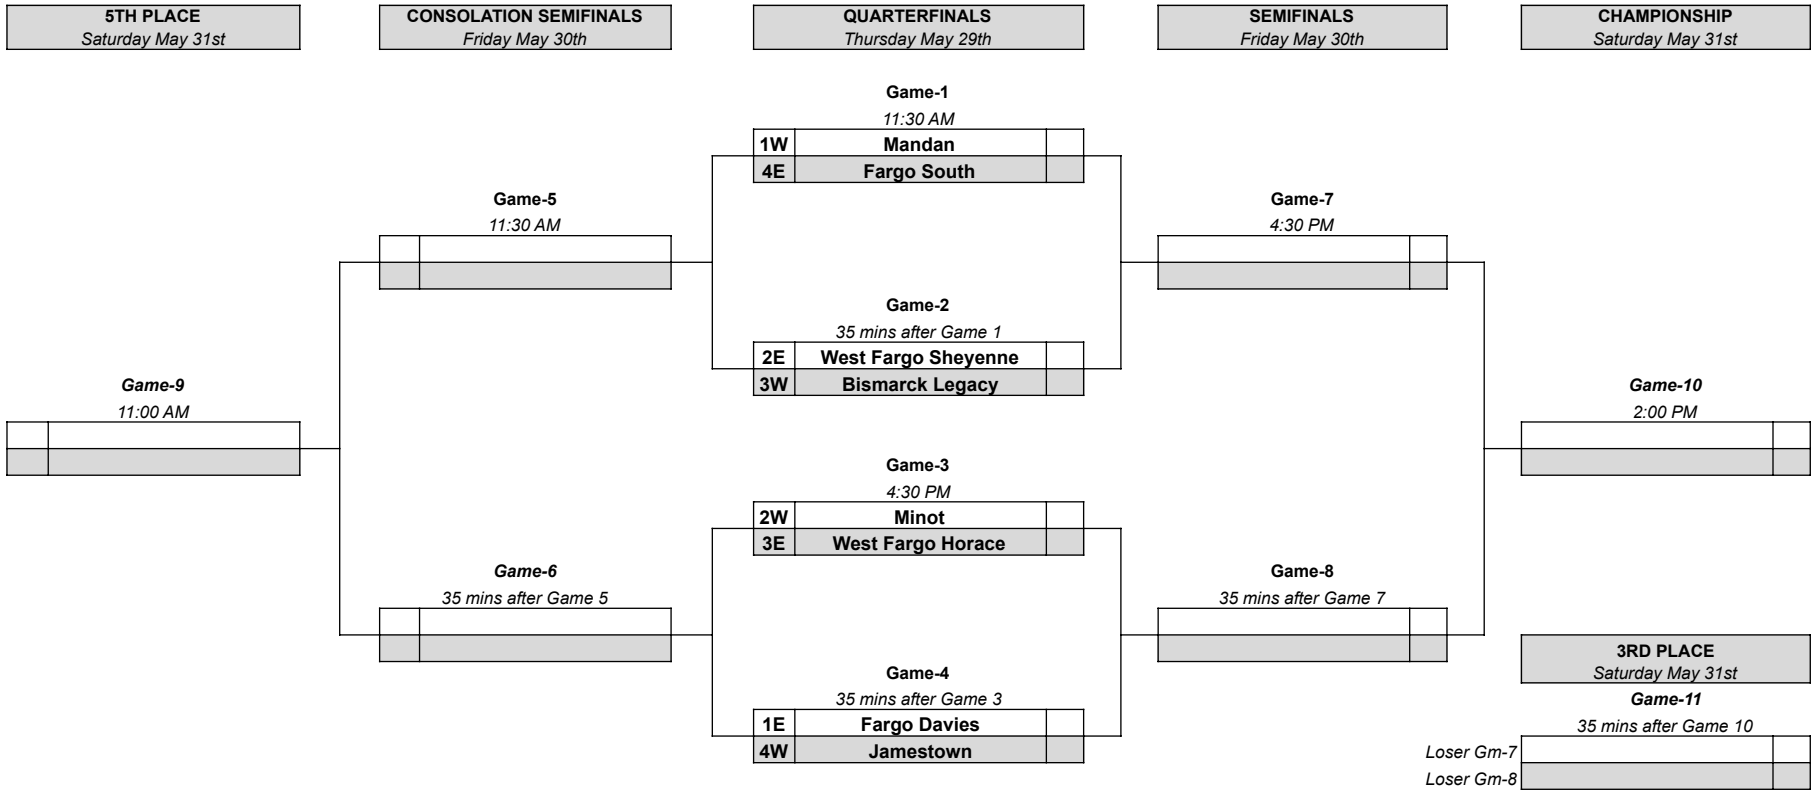 5TH PLACE
Saturday May 31st
CONSOLATION SEMIFINALS
Friday May 30th
QUARTERFINALS
Thursday May 29th
SEMIFINALS
Friday May 30th
CHAMPIONSHIP
Saturday May 31st
Game-1
11:30 AM
1W Mandan
4E Fargo South
Game-5
11:30 AM
Game-7
4:30 PM
Game-2
35 mins after Game 1
2E West Fargo Sheyenne
3W Bismarck Legacy
Game-9
11:00 AM
Game-10
2:00 PM
Game-3
4:30 PM
2W Minot
3E West Fargo Horace
Game-6
35 mins after Game 5
Game-8
35 mins after Game 7
Game-4
35 mins after Game 3
1E Fargo Davies
4W Jamestown
3RD PLACE
Saturday May 31st
Game-11
35 mins after Game 10
Loser Gm-7
Loser Gm-8